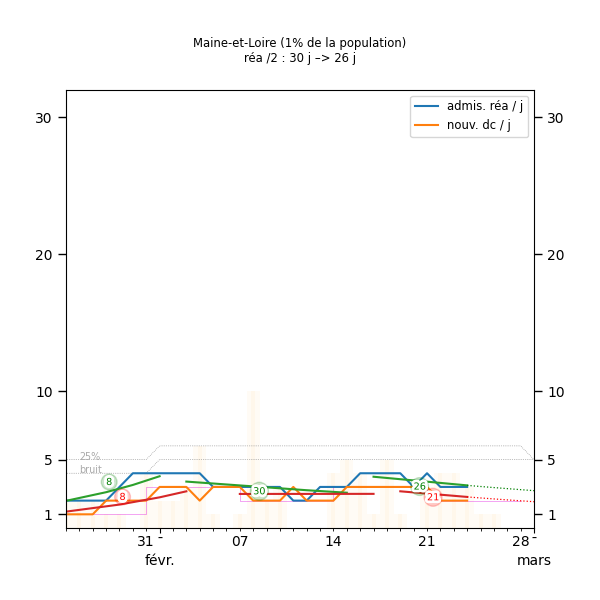 Maine-et-Loire (1% de la population)
réa /2 : 30 j –> 26 j
admis. réa / j
nouv. dc / j
30 30
20 20
10 10
25%
5 5
bruit
8
8
30
26
21
1 1
31 07 14 21 28
févr. mars